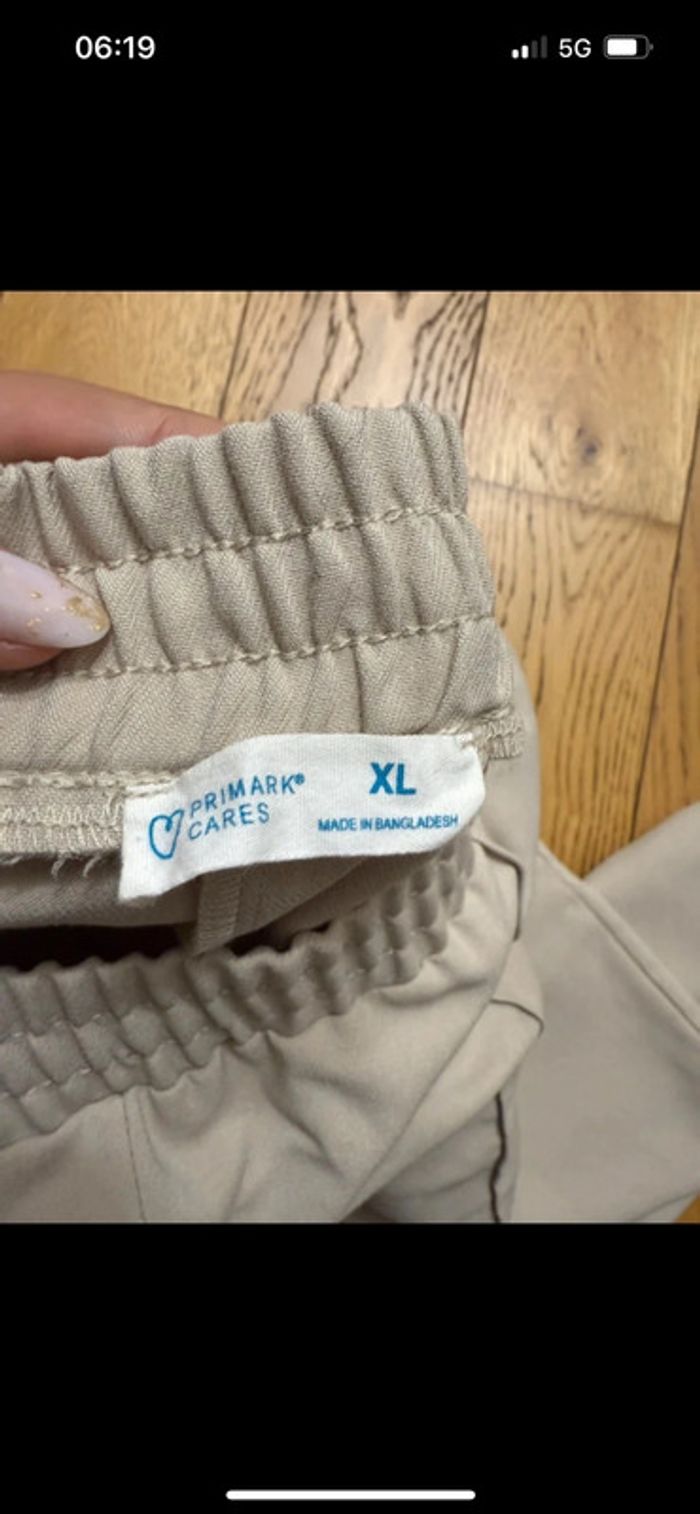 06:19
5G
PRIMARK®
CARES
XL
MADE IN BANGLADESH